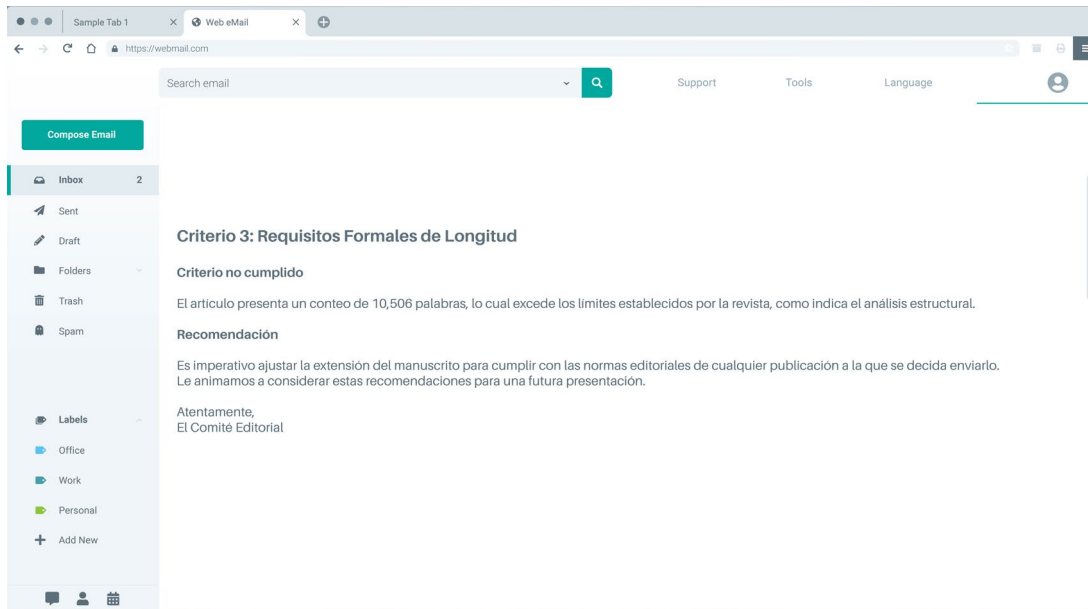 Sample Tab 1
Web eMail
https://webmail.com
Search email
Support
Tools
Language
Compose Email
Inbox 2
Sent
Draft
Folders
Trash
Spam
Labels
Office
Work
Personal
Add New
Criterio 3: Requisitos Formales de Longitud
Criterio no cumplido
El artículo presenta un conteo de 10,506 palabras, lo cual excede los límites establecidos por la revista, como indica el análisis estructural.
Recomendación
Es imperativo ajustar la extensión del manuscrito para cumplir con las normas editoriales de cualquier publicación a la que se decida enviarlo.
Le animamos a considerar estas recomendaciones para una futura presentación.
Atentamente,
El Comité Editorial